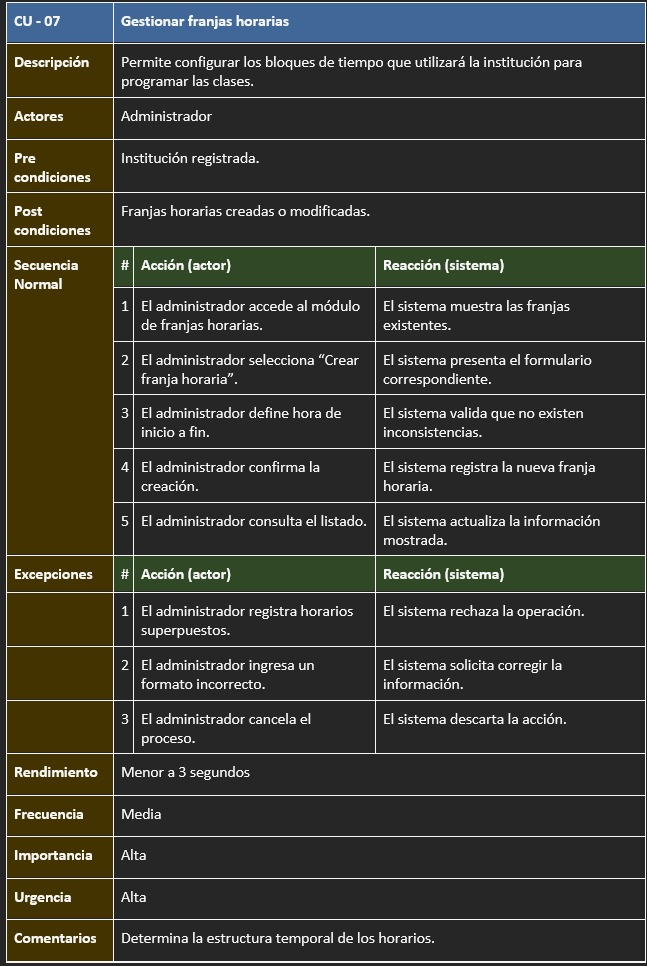 CU - 07
Gestionar franjas horarias
Descripción
Permite configurar los bloques de tiempo que utilizará la institución para
programar las clases.
Actores
Administrador
Pre
condiciones
Institución registrada.
Post
condiciones
Franjas horarias creadas o modificadas.
Secuencia
Normal
# Acción (actor)
Reacción (sistema)
1 El administrador accede al módulo
de franjas horarias.
El sistema muestra las franjas
existentes.
2 El administrador selecciona “Crear
franja horaria”.
El sistema presenta el formulario
correspondiente.
3 El administrador define hora de
inicio a fin.
El sistema valida que no existen
inconsistencias.
4 El administrador confirma la
creación.
El sistema registra la nueva franja
horaria.
5 El administrador consulta el listado.
El sistema actualiza la información
mostrada.
Excepciones
# Acción (actor)
Reacción (sistema)
1 El administrador registra horarios
superpuestos.
El sistema rechaza la operación.
2 El administrador ingresa un
formato incorrecto.
El sistema solicita corregir la
información.
3 El administrador cancela el
proceso.
El sistema descarta la acción.
Rendimiento
Menor a 3 segundos
Frecuencia
Media
Importancia
Alta
Urgencia
Alta
Comentarios
Determina la estructura temporal de los horarios.